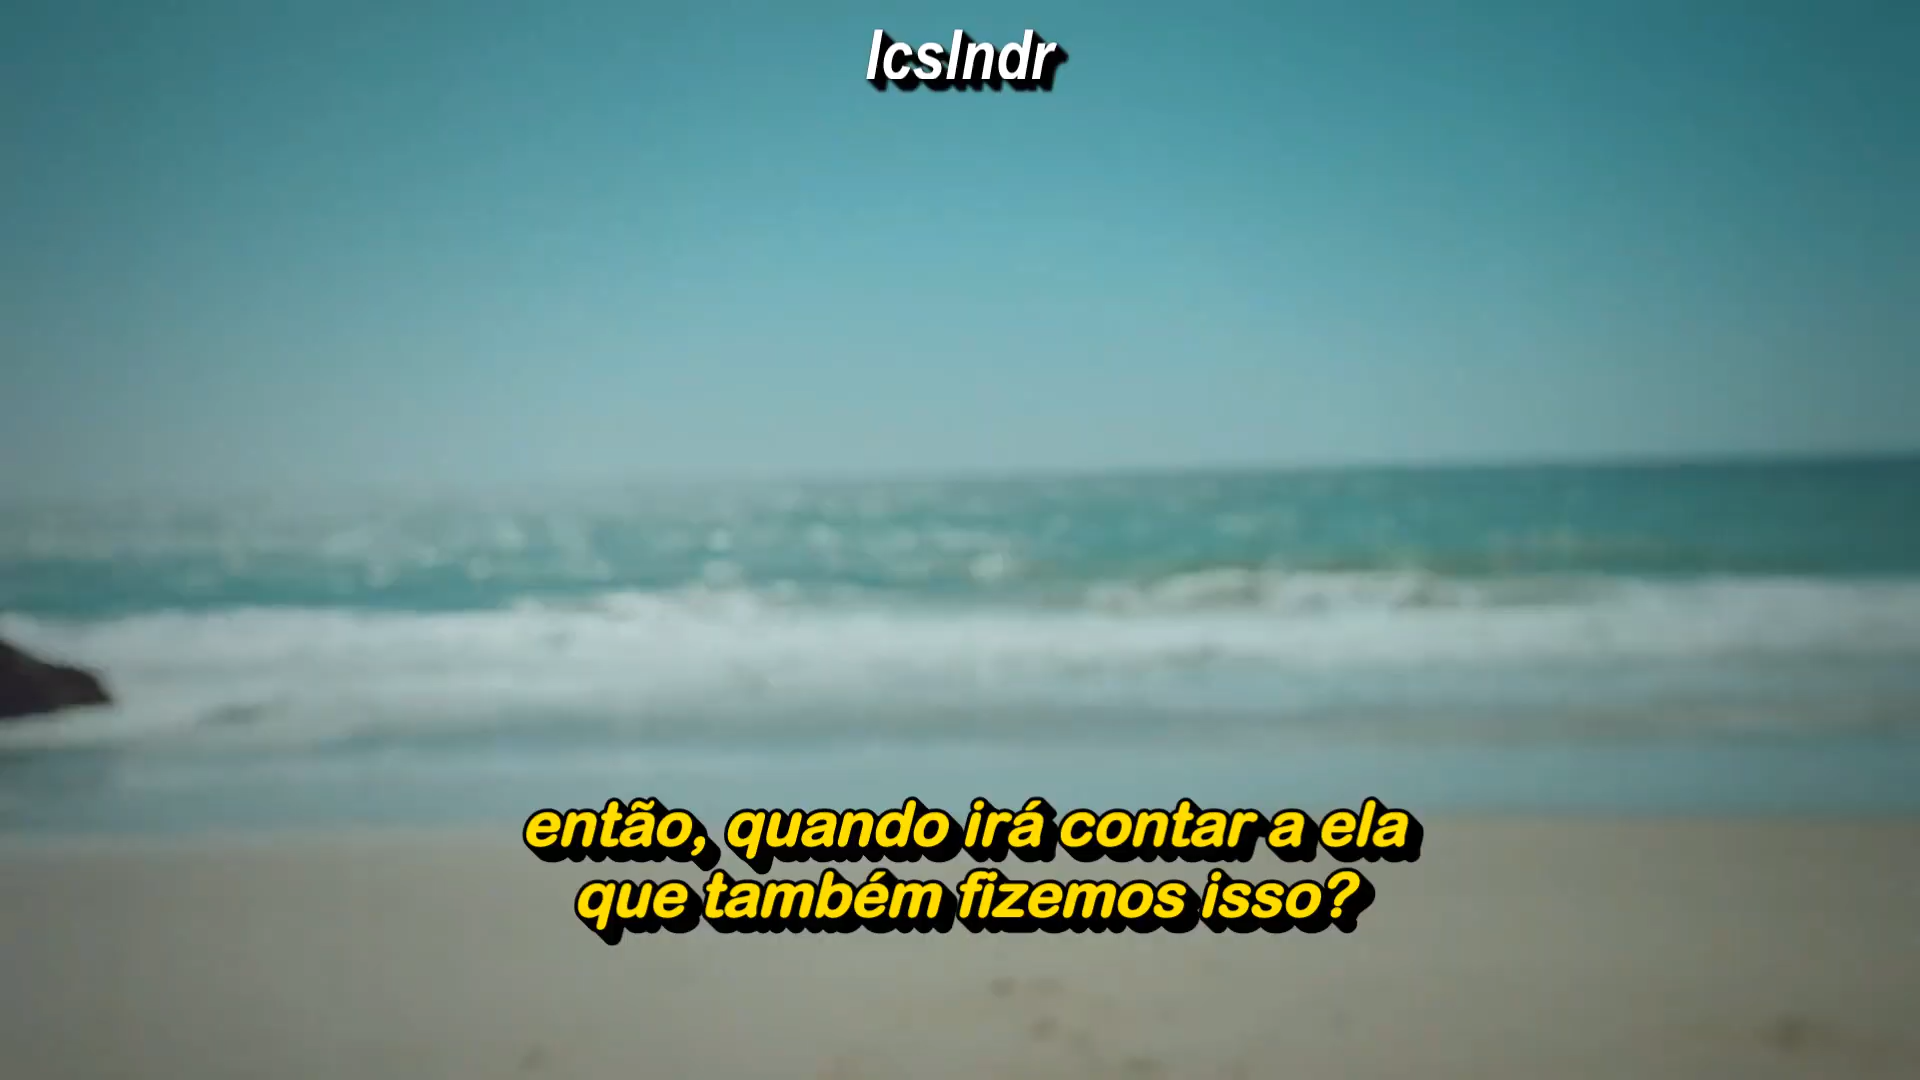 lcslndr
então, quando irá contar a ela
que também fizemos isso?